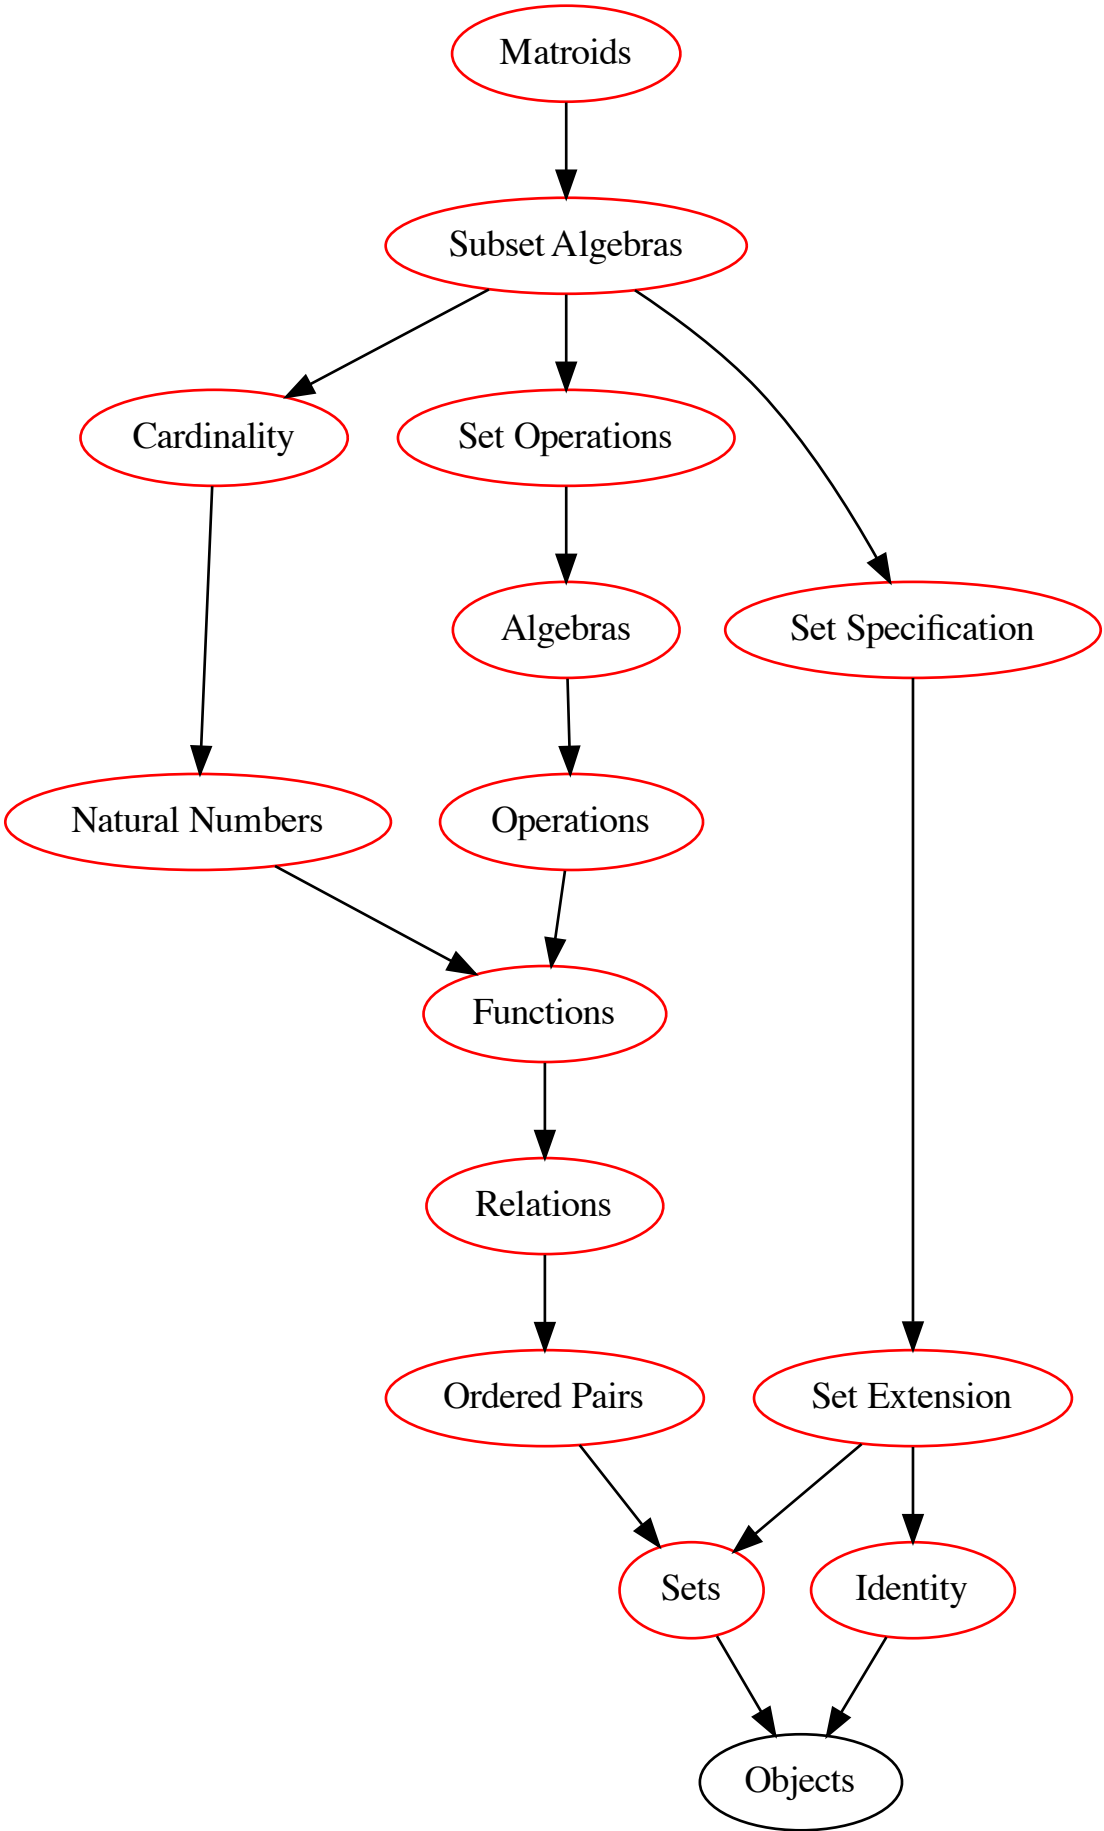 Matroids
Subset Algebras
Cardinality
Set Operations
Algebras
Set Specification
Natural Numbers
Operations
Functions
Relations
Ordered Pairs
Set Extension
Sets
Identity
Objects